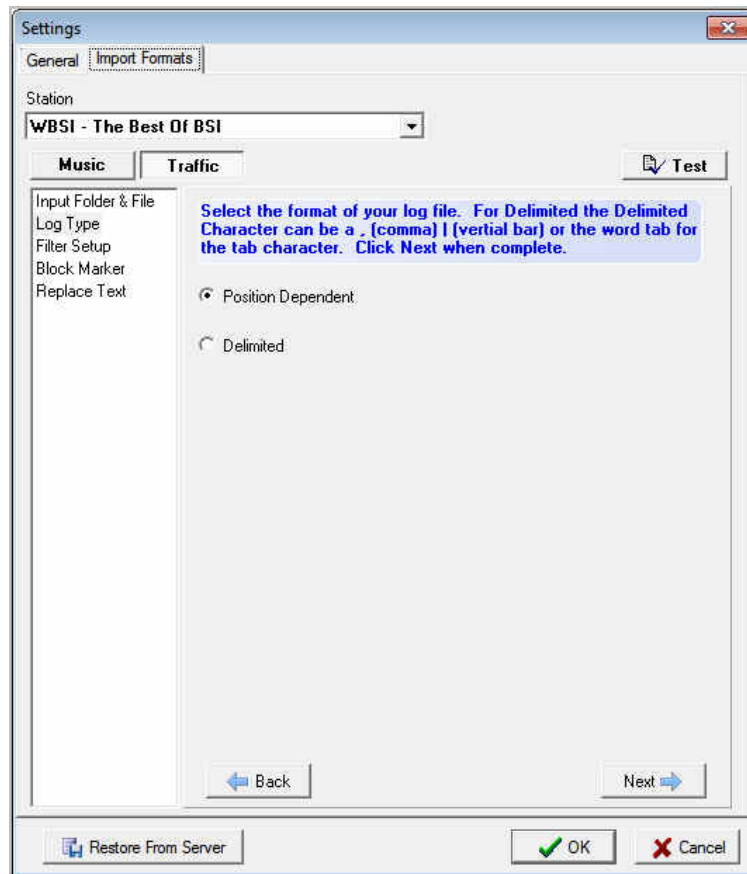 Settings
General Import Formats
Station
WBSI - The Best Of BSI
Music Traffic Test
Input Folder & File
Log Type
Filter Setup
Block Marker
Replace Text
Select the format of your log file. For Delimited the Delimited
Character can be a , (comma) | (vertial bar) or the word tab for
the tab character. Click Next when complete.
Position Dependent
Delimited
Back Next
Restore From Server OK Cancel